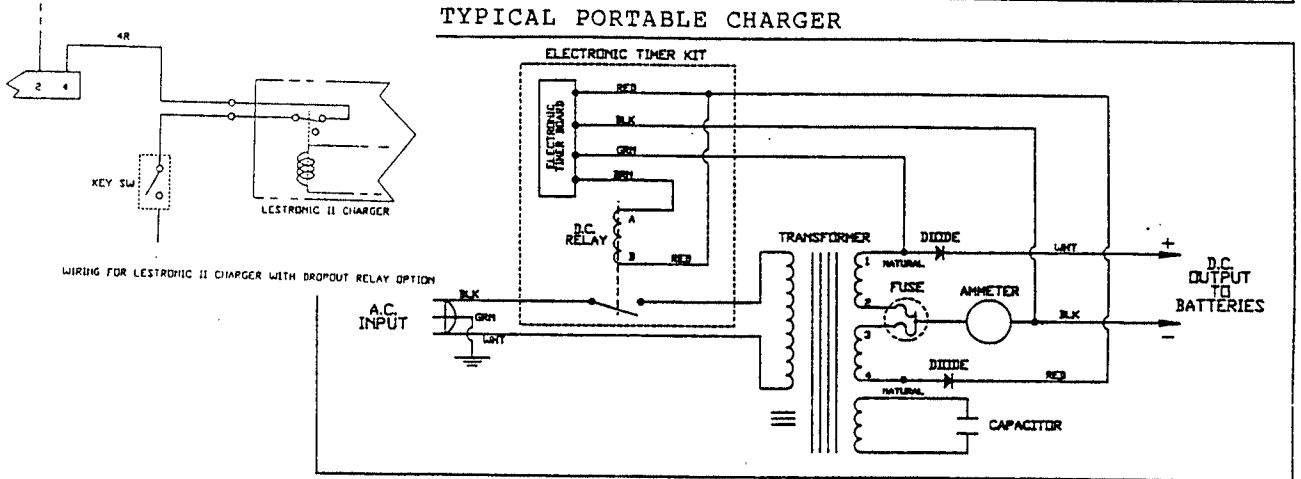 TYPICAL PORTABLE CHARGER
4R
2 4
KEY SW
LESTRONIC II CHARGER
WIRING FOR LESTRONIC II CHARGER WITH DROPOUT RELAY OPTION
ELECTRONIC TIMER KIT
ELECTRONIC
TIMER BOARD
RED
BLK
GRN
BRN
D.C.
RELAY
A
B
RED
A.C.
INPUT
BLK
GRN
WHT
TRANSFORMER
1
NATURAL
DIODE
WHT
+
D.C.
OUTPUT
TO
BATTERIES
2
FUSE
AMMETER
BLK
−
3
4
NATURAL
DIODE
RED
CAPACITOR